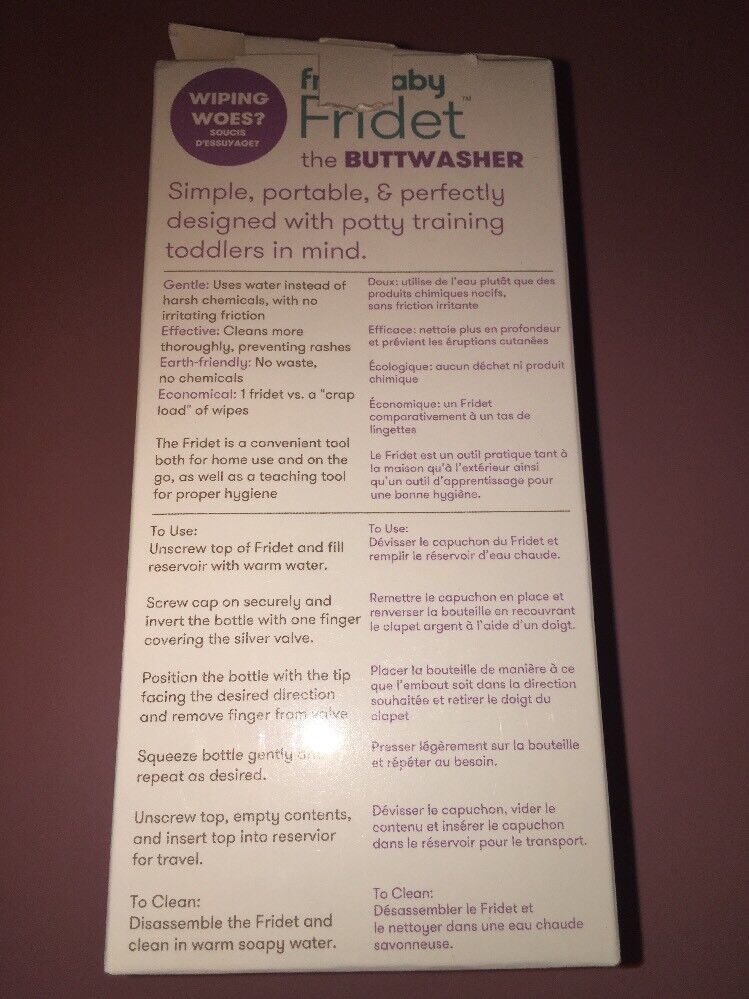 WIPING
WOES?
SOUCIS
D'ESSUYAGE?
fr aby
Fridet™
the BUTTWASHER
Simple, portable, & perfectly
designed with potty training
toddlers in mind.
Gentle: Uses water instead of
harsh chemicals, with no
irritating friction
Effective: Cleans more
thoroughly, preventing rashes
Earth-friendly: No waste,
no chemicals
Economical: 1 fridet vs. a "crap
load" of wipes
The Fridet is a convenient tool
both for home use and on the
go, as well as a teaching tool
for proper hygiene
Doux: utilise de l'eau plutôt que des
produits chimiques nocifs,
sans friction irritante
Efficace: nettoie plus en profondeur
et prévient les éruptions cutanées
Écologique: aucun déchet ni produit
chimique
Économique: un Fridet
comparativement à un tas de
lingettes
Le Fridet est un outil pratique tant à
la maison qu'à l'extérieur ainsi
qu'un outil d'apprentissage pour
une bonne hygiène.
To Use:
Unscrew top of Fridet and fill
reservoir with warm water.
Screw cap on securely and
invert the bottle with one finger
covering the silver valve.
Position the bottle with the tip
facing the desired direction
and remove finger from valve
Squeeze bottle gently and
repeat as desired.
Unscrew top, empty contents,
and insert top into reservior
for travel.
To Clean:
Disassemble the Fridet and
clean in warm soapy water.
To Use:
Dévisser le capuchon du Fridet et
remplir le réservoir d'eau chaude.
Remettre le capuchon en place et
renverser la bouteille en recouvrant
le clapet argent à l'aide d'un doigt.
Placer la bouteille de manière à ce
que l'embout soit dans la direction
souhaitée et retirer le doigt du
clapet
Presser légèrement sur la bouteille
et répéter au besoin.
Dévisser le capuchon, vider le
contenu et insérer le capuchon
dans le réservoir pour le transport.
To Clean:
Désassembler le Fridet et
le nettoyer dans une eau chaude
savonneuse.